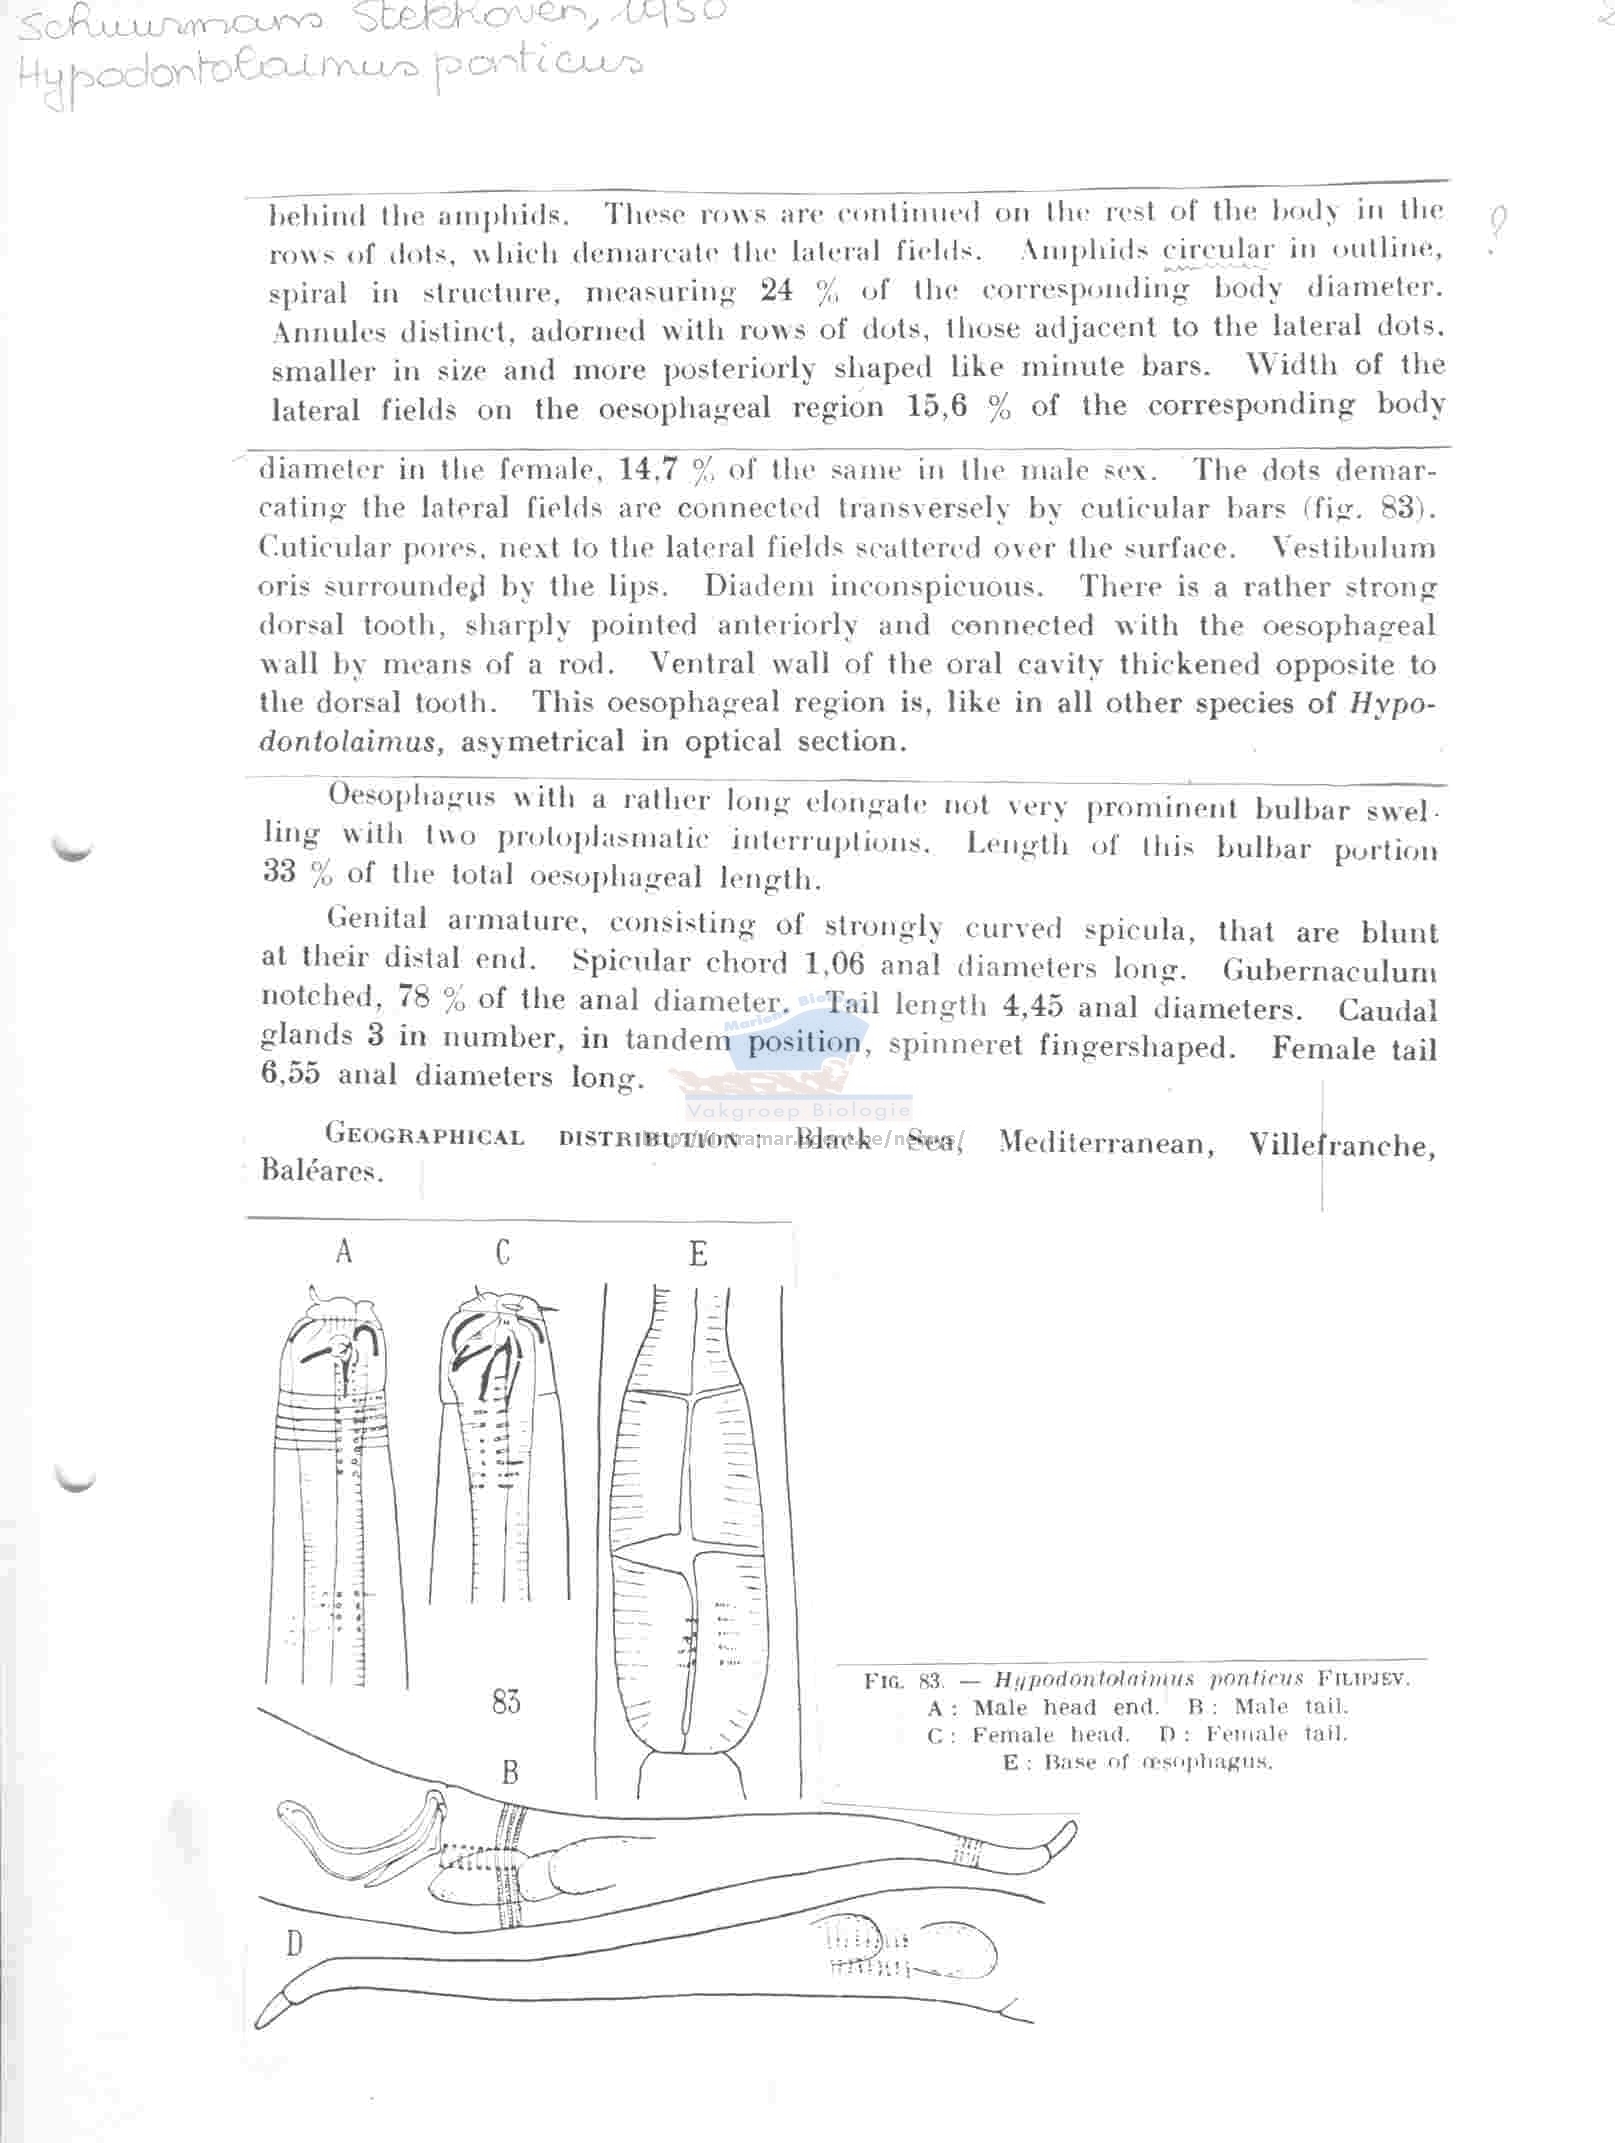 Schuurmans Stekhoven, 1950
Hypodontolaimus ponticus
2
behind the amphids. These rows are continued on the rest of the body in the
?
rows of dots, which demarcate the lateral fields. Amphids circular in outline,
spiral in structure, measuring 24 % of the corresponding body diameter.
Annules distinct, adorned with rows of dots, those adjacent to the lateral dots.
smaller in size and more posteriorly shaped like minute bars. Width of the
lateral fields on the oesophageal region 15,6 % of the corresponding body
diameter in the female, 14,7 % of the same in the male sex. The dots demar-
cating the lateral fields are connected transversely by cuticular bars (fig. 83).
Cuticular pores, next to the lateral fields scattered over the surface. Vestibulum
oris surrounded by the lips. Diadem inconspicuous. There is a rather strong
dorsal tooth, sharply pointed anteriorly and connected with the oesophageal
wall by means of a rod. Ventral wall of the oral cavity thickened opposite to
the dorsal tooth. This oesophageal region is, like in all other species of Hypo-
dontolaimus, asymetrical in optical section.
Oesophagus with a rather long elongate not very prominent bulbar swel-
ling with two protoplasmatic interruptions. Length of this bulbar portion
33 % of the total oesophageal length.
Genital armature, consisting of strongly curved spicula, that are blunt
at their distal end. Spicular chord 1,06 anal diameters long. Gubernaculum
notched, 78 % of the anal diameter. Tail length 4,45 anal diameters. Caudal
Mariene Biologie
glands 3 in number, in tandem position, spinneret fingershaped. Female tail
6,55 anal diameters long.
Vakgroep Biologie
http://intramar.ugent.be/nemys/
GEOGRAPHICAL DISTRIBUTION : Black Sea, Mediterranean, Villefranche,
Baléares.
A C E
83
FIG. 83. — Hypodontolaimus ponticus FILIPJEV.
A : Male head end. B : Male tail.
C : Female head. D : Female tail.
E : Base of œsophagus.
B
D